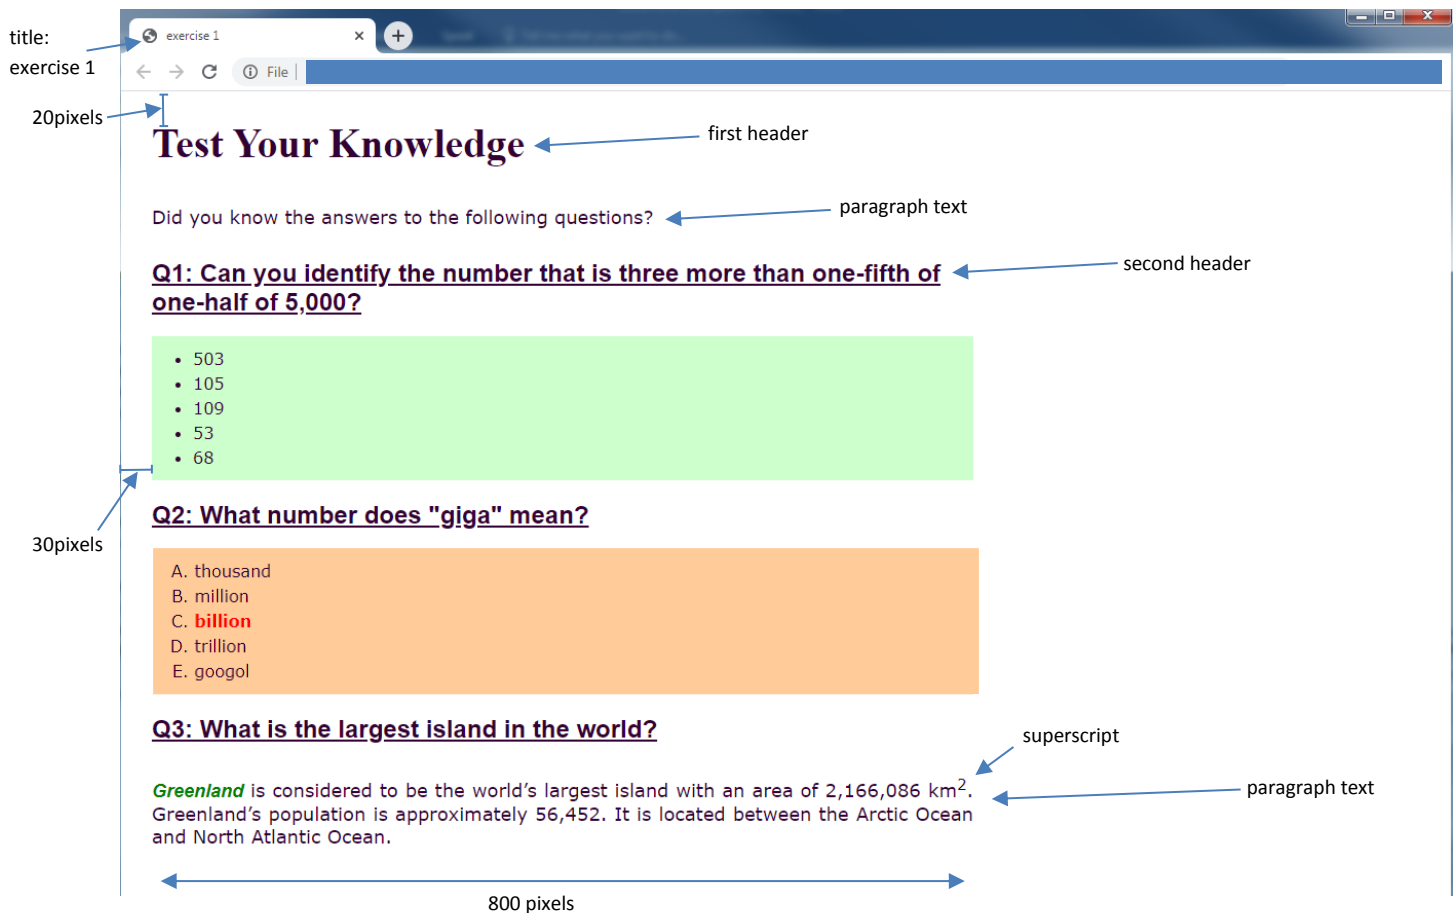 title:
exercise 1
exercise 1
File
20pixels
Test Your Knowledge
first header
Did you know the answers to the following questions?
paragraph text
Q1: Can you identify the number that is three more than one-fifth of
one-half of 5,000?
second header
• 503
• 105
• 109
• 53
• 68
30pixels
Q2: What number does "giga" mean?
A. thousand
B. million
C. billion
D. trillion
E. googol
Q3: What is the largest island in the world?
superscript
Greenland is considered to be the world’s largest island with an area of 2,166,086 km².
Greenland’s population is approximately 56,452. It is located between the Arctic Ocean
and North Atlantic Ocean.
paragraph text
800 pixels